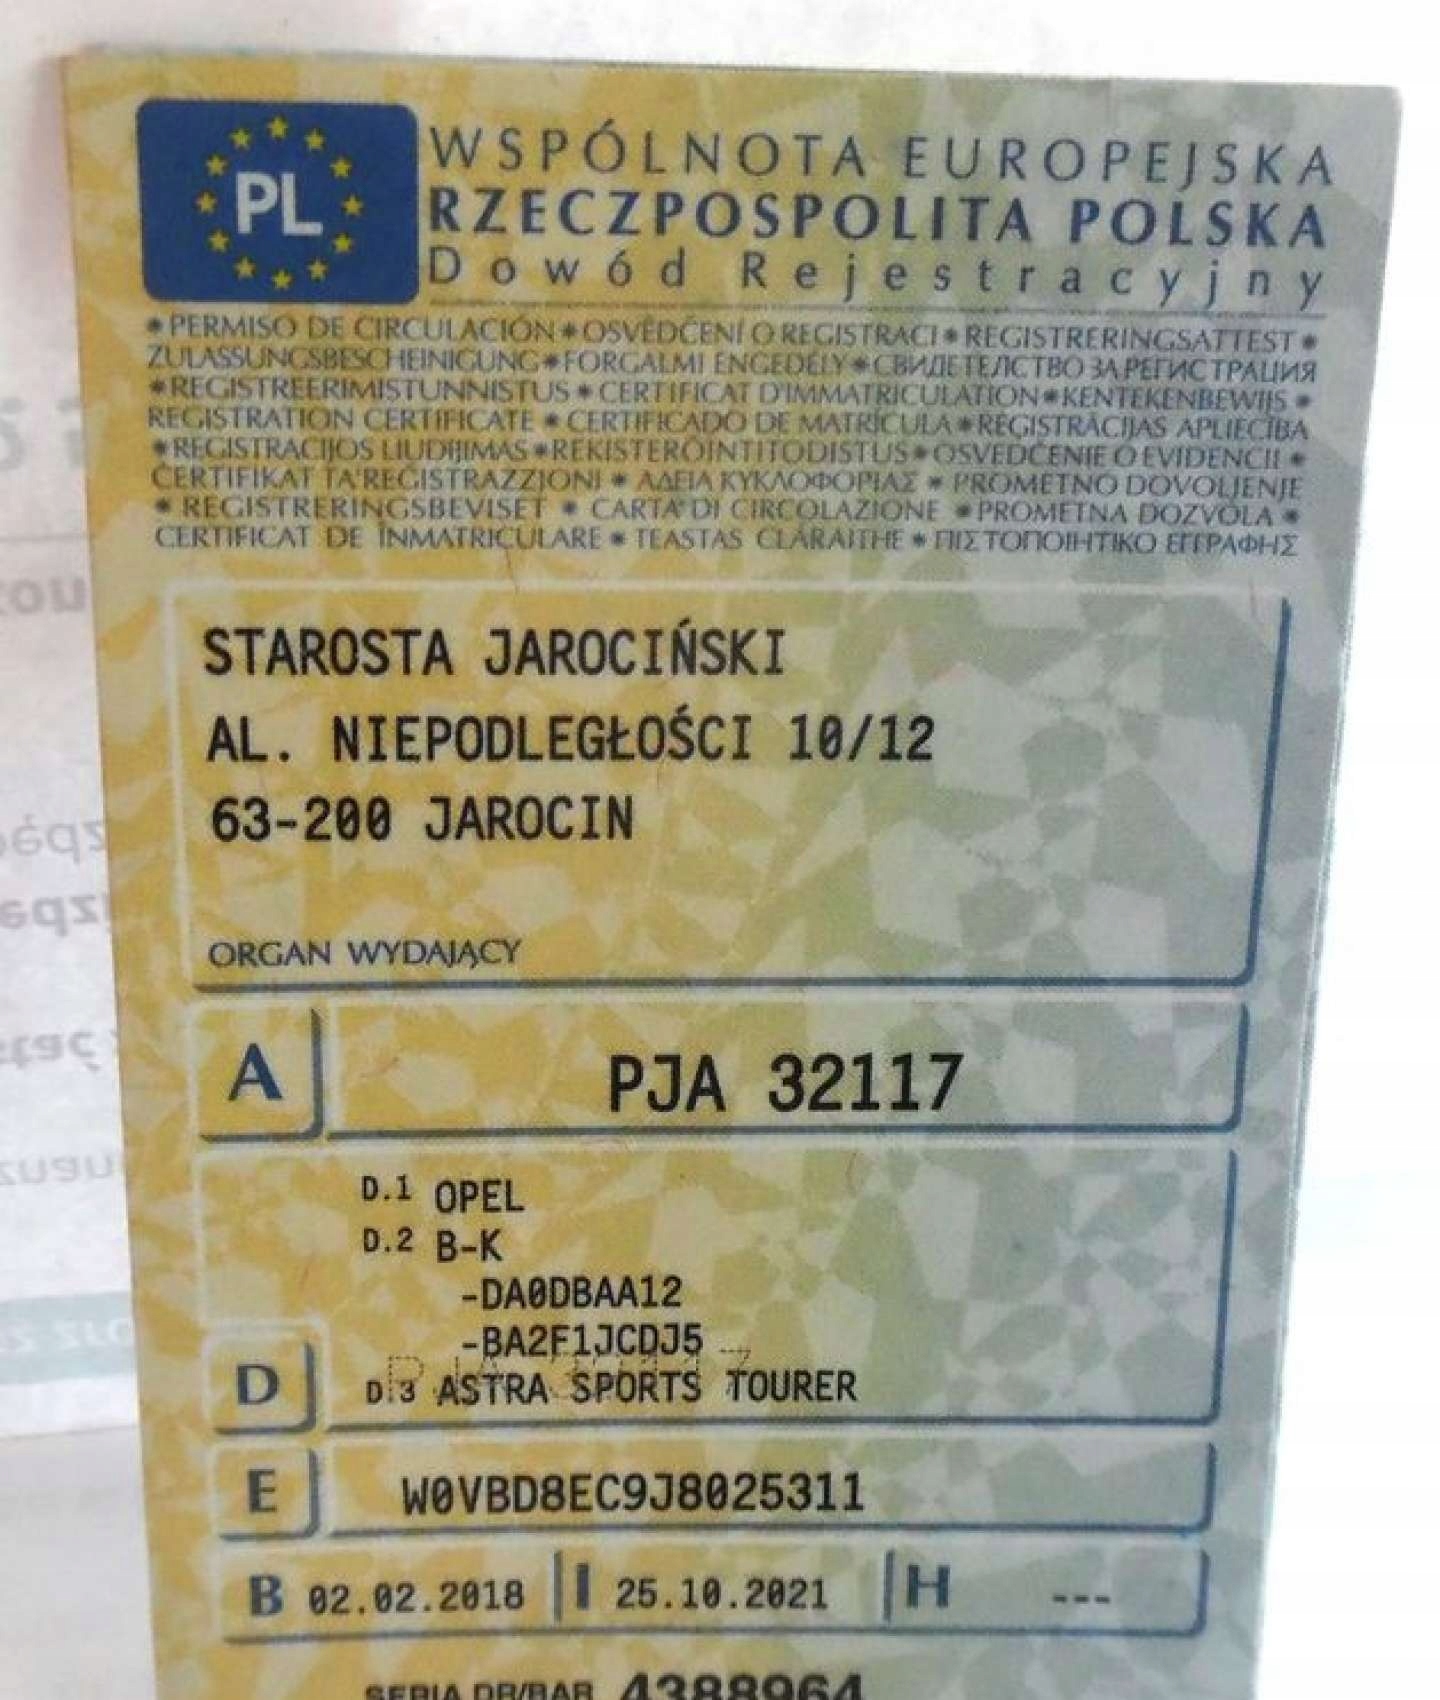 PL
WSPÓLNOTA EUROPEJSKA
RZECZPOSPOLITA POLSKA
Dowód Rejestracyjny
*PERMISO DE CIRCULACIÓN*OSVĚDČENÍ O REGISTRACI*REGISTRERINGSATTEST*
ZULASSUNGSBESCHEINIGUNG*FORGALMI ENGEDÉLY*СВИДЕТЕЛСТВО ЗА РЕГИСТРАЦИЯ
*REGISTREERIMISTUNNISTUS*CERTIFICAT D'IMMATRICULATION*KENTEKENBEWIJS*
REGISTRATION CERTIFICATE*CERTIFICADO DE MATRÍCULA*REĢISTRĀCIJAS APLIECĪBA
*REGISTRACIJOS LIUDIJIMAS*REKISTERÖINTITODISTUS*OSVEDČENIE O EVIDENCII*
ĊERTIFIKAT TA'REĠISTRAZZJONI*ΑΔΕΙΑ ΚΥΚΛΟΦΟΡΙΑΣ*PROMETNO DOVOLJENJE
*REGISTRERINGSBEVISET*CARTA DI CIRCOLAZIONE*PROMETNA DOZVOLA*
CERTIFICAT DE ÎNMATRICULARE*TEASTAS CLÁRAITHE*ΠΙΣΤΟΠΟΙΗΤΙΚΟ ΕΓΓΡΑΦΗΣ
STAROSTA JAROCIŃSKI
AL. NIEPODLEGŁOŚCI 10/12
63-200 JAROCIN
ORGAN WYDAJĄCY
A PJA 32117
D.1 OPEL
D.2 B-K
-DA0DBAA12
-BA2F1JCDJ5
D D.3 ASTRA SPORTS TOURER
E W0VBD8EC9J8025311
B 02.02.2018 I 25.10.2021 H ---
SERIA DR/BAR 4388964